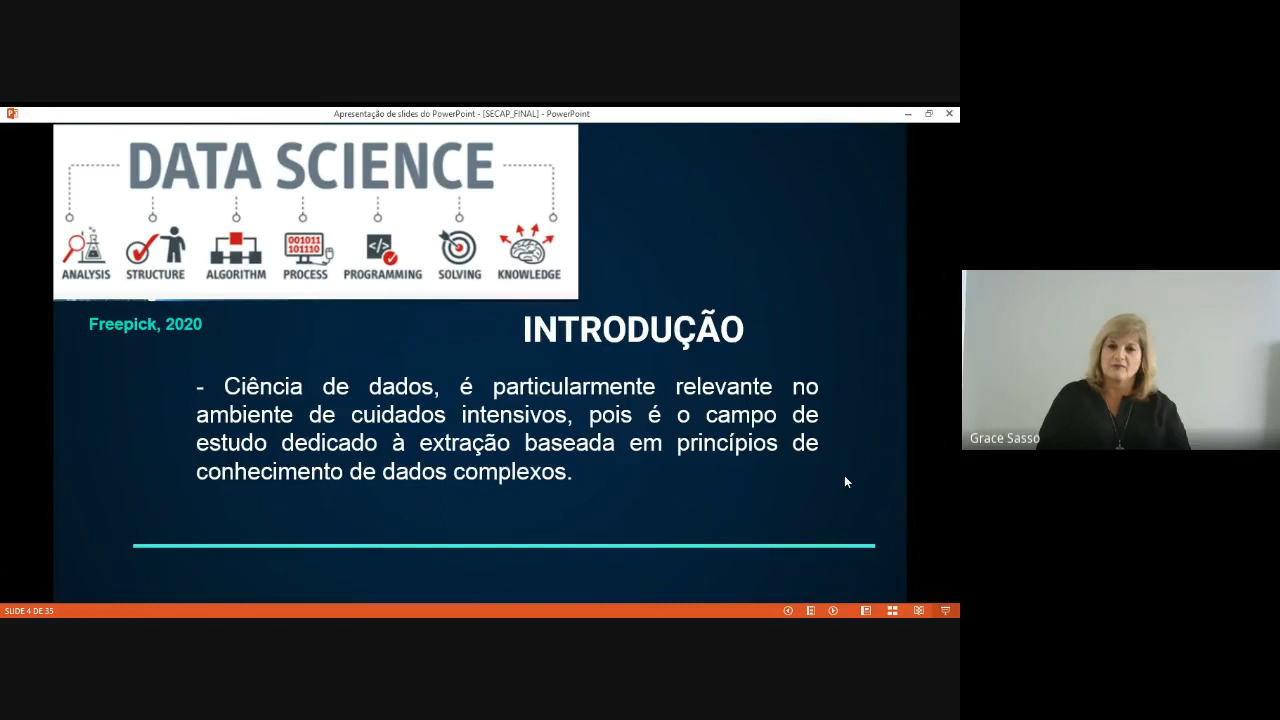 Apresentação de slides do PowerPoint - [SECAP_FINAL] - PowerPoint
DATA SCIENCE
001011
101110
</>
ANALYSIS STRUCTURE ALGORITHM PROCESS PROGRAMMING SOLVING KNOWLEDGE
Freepick, 2020
INTRODUÇÃO
- Ciência de dados, é particularmente relevante no
ambiente de cuidados intensivos, pois é o campo de
estudo dedicado à extração baseada em princípios de
conhecimento de dados complexos.
Grace Sasso
SLIDE 4 DE 35